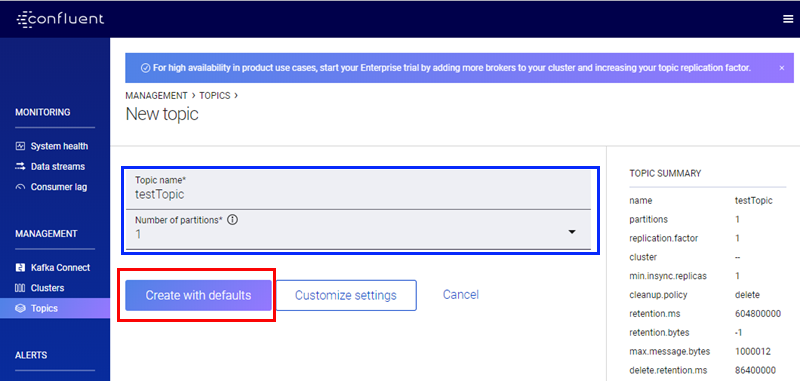 confluent
For high availability in product use cases, start your Enterprise trial by adding more brokers to your cluster and increasing your topic replication factor. ×
MANAGEMENT > TOPICS >
New topic
MONITORING
System health
Data streams
Consumer lag
MANAGEMENT
Kafka Connect
Clusters
Topics
ALERTS
Topic name*
testTopic
Number of partitions*
1
Create with defaults
Customize settings
Cancel
TOPIC SUMMARY
name testTopic
partitions 1
replication.factor 1
cluster --
min.insync.replicas 1
cleanup.policy delete
retention.ms 604800000
retention.bytes -1
max.message.bytes 1000012
delete.retention.ms 86400000